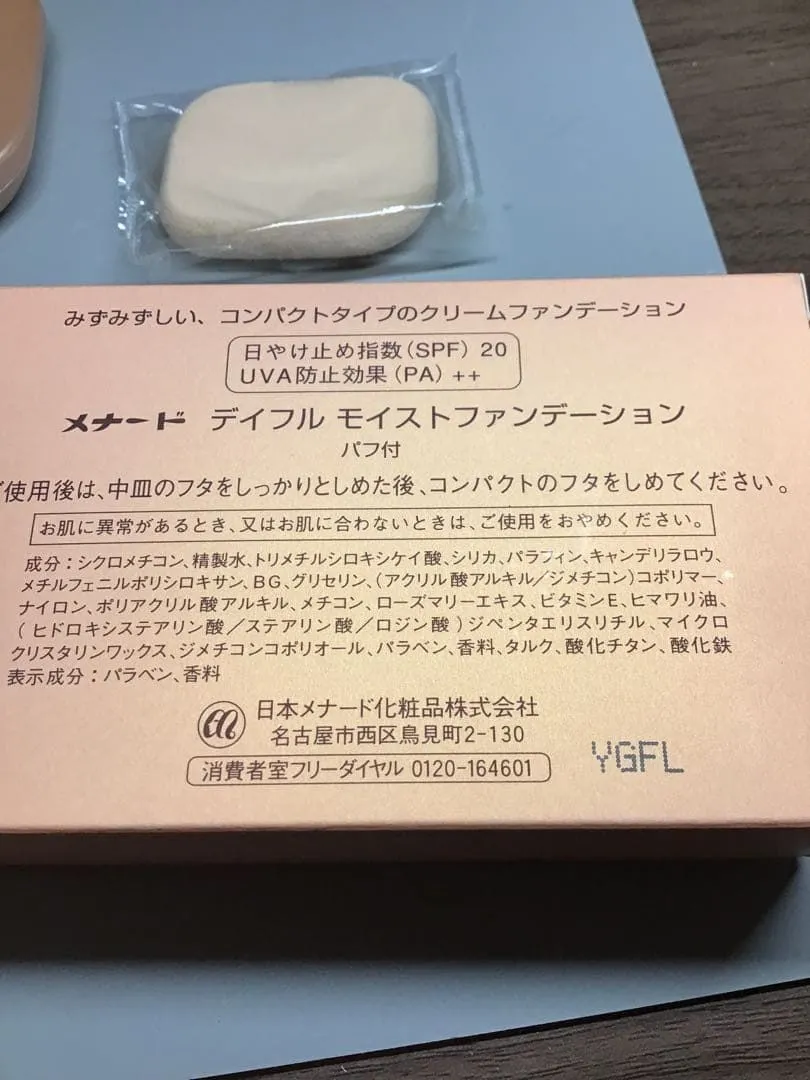 みずみずしい、コンパクトタイプのクリームファンデーション
日やけ止め指数(SPF) 20
UVA防止効果(PA) ++
メナード デイフル モイストファンデーション
パフ付
使用後は、中皿のフタをしっかりとしめた後、コンパクトのフタをしめてください。
お肌に異常があるとき、又はお肌に合わないときは、ご使用をおやめください。
成分:シクロメチコン、精製水、トリメチルシロキシケイ酸、シリカ、パラフィン、キャンデリラロウ、
メチルフェニルポリシロキサン、BG、グリセリン、(アクリル酸アルキル/ジメチコン)コポリマー、
ナイロン、ポリアクリル酸アルキル、メチコン、ローズマリーエキス、ビタミンE、ヒマワリ油、
(ヒドロキシステアリン酸/ステアリン酸/ロジン酸)ジペンタエリスリチル、マイクロ
クリスタリンワックス、ジメチコンコポリオール、パラベン、香料、タルク、酸化チタン、酸化鉄
表示成分:パラベン、香料
日本メナード化粧品株式会社
名古屋市西区鳥見町2-130
消費者室フリーダイヤル 0120-164601
YGFL